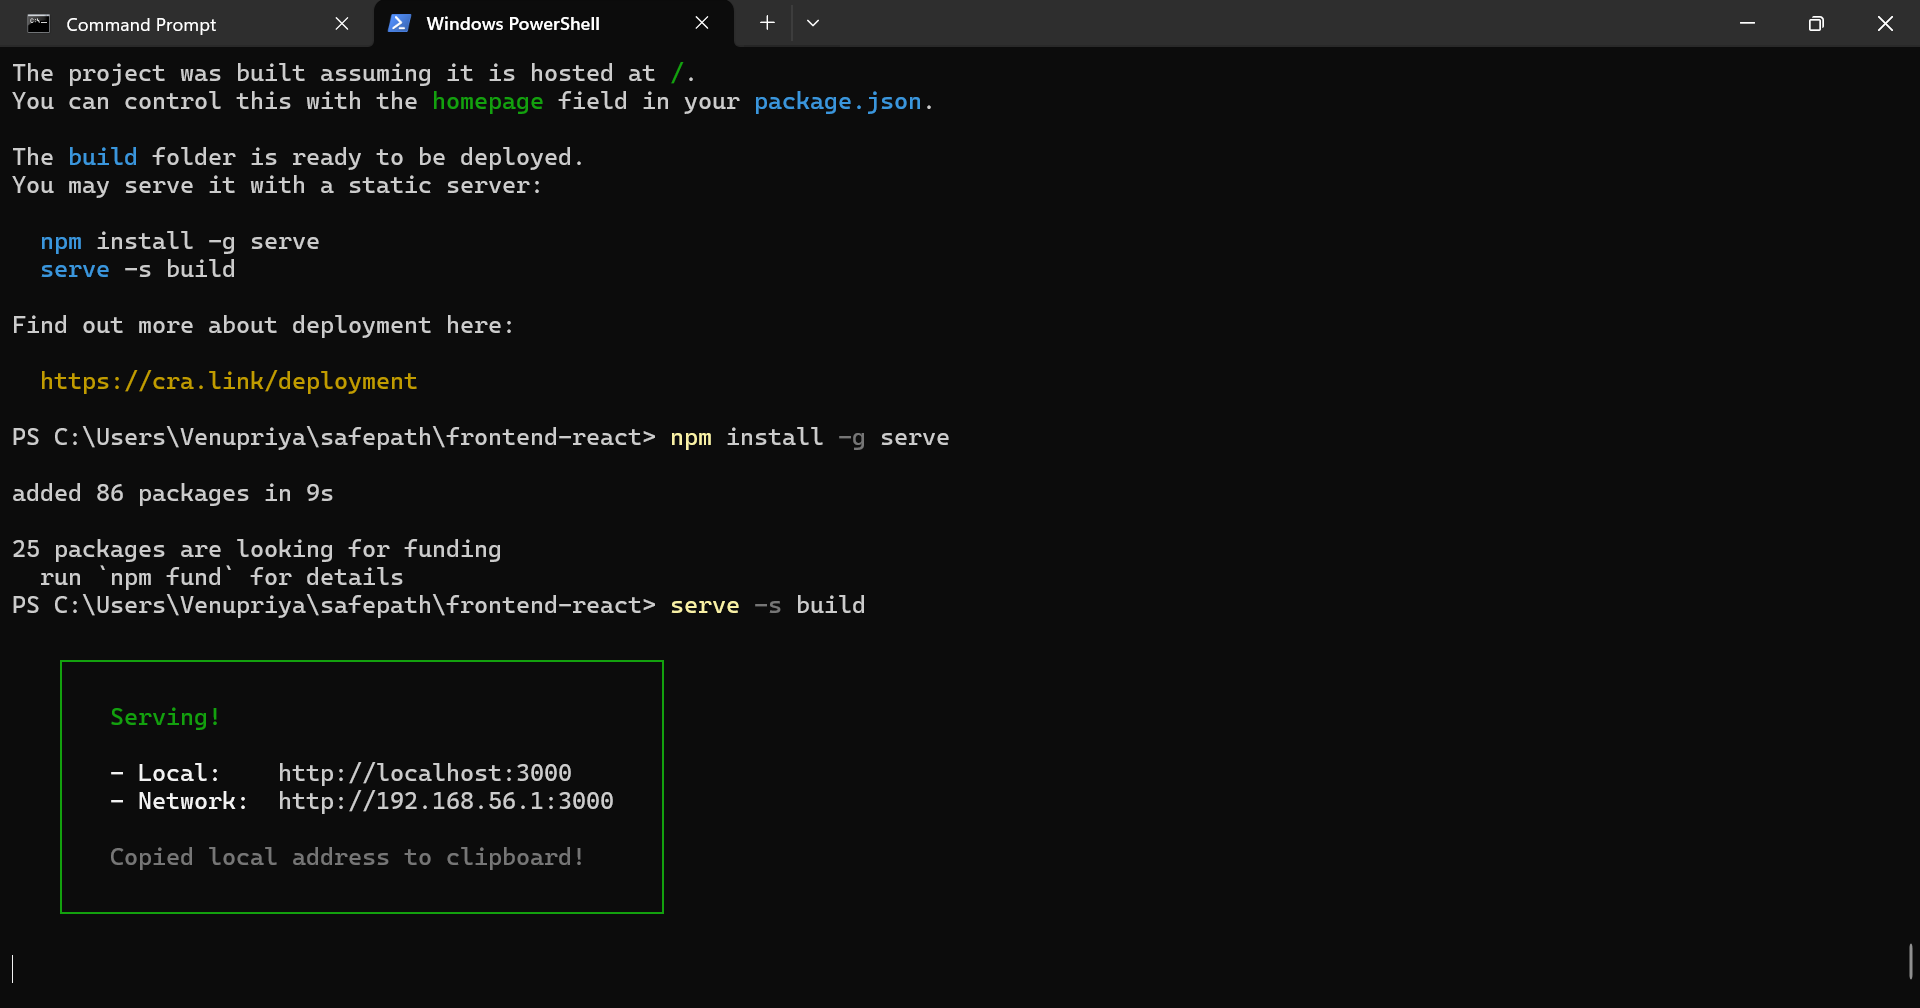 Command Prompt
Windows PowerShell
The project was built assuming it is hosted at /.
You can control this with the homepage field in your package.json.
The build folder is ready to be deployed.
You may serve it with a static server:
npm install -g serve
serve -s build
Find out more about deployment here:
https://cra.link/deployment
PS C:\Users\Venupriya\safepath\frontend-react> npm install -g serve
added 86 packages in 9s
25 packages are looking for funding
run `npm fund` for details
PS C:\Users\Venupriya\safepath\frontend-react> serve -s build
Serving!
- Local: http://localhost:3000
- Network: http://192.168.56.1:3000
Copied local address to clipboard!